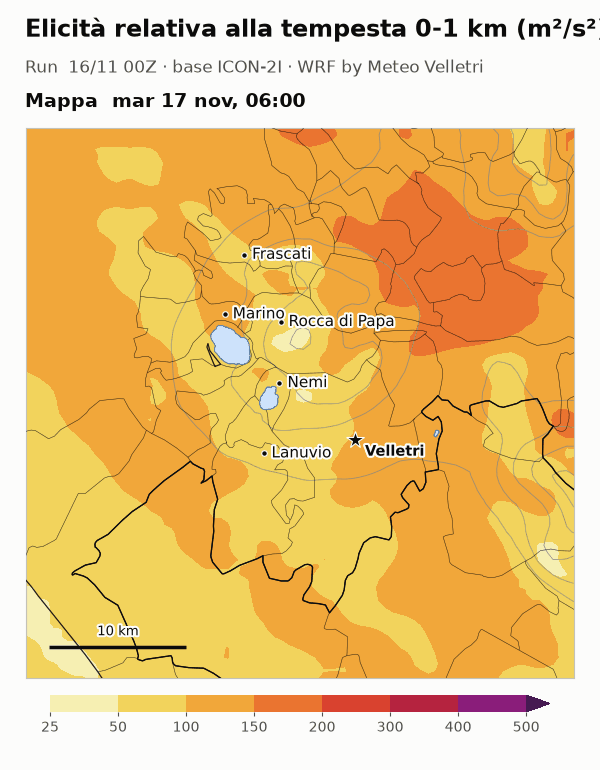 Elicità relativa alla tempesta 0-1 km (m²/s²)
Run  16/11 00Z · base ICON-2I · WRF by Meteo Velletri
Mappa  mar 17 nov, 06:00
Frascati
Marino
Rocca di Papa
Nemi
Velletri
Lanuvio
10 km
25 50 100 150 200 300 400 500